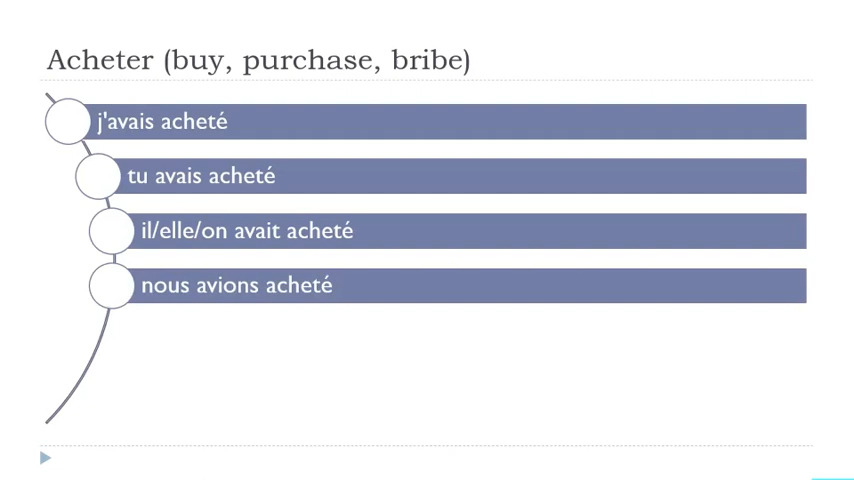 Acheter (buy, purchase, bribe)
j'avais acheté
tu avais acheté
il/elle/on avait acheté
nous avions acheté